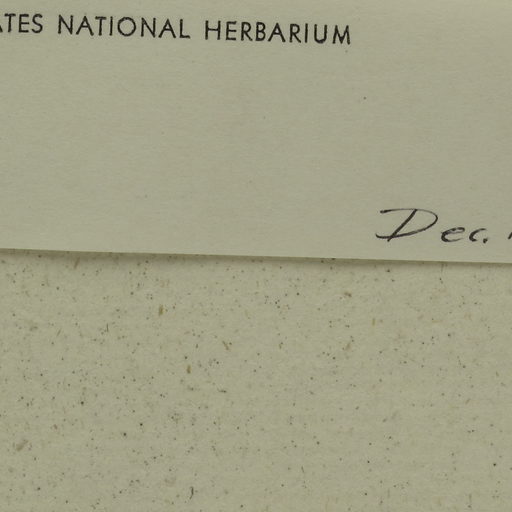 ATES NATIONAL HERBARIUM
Dec.